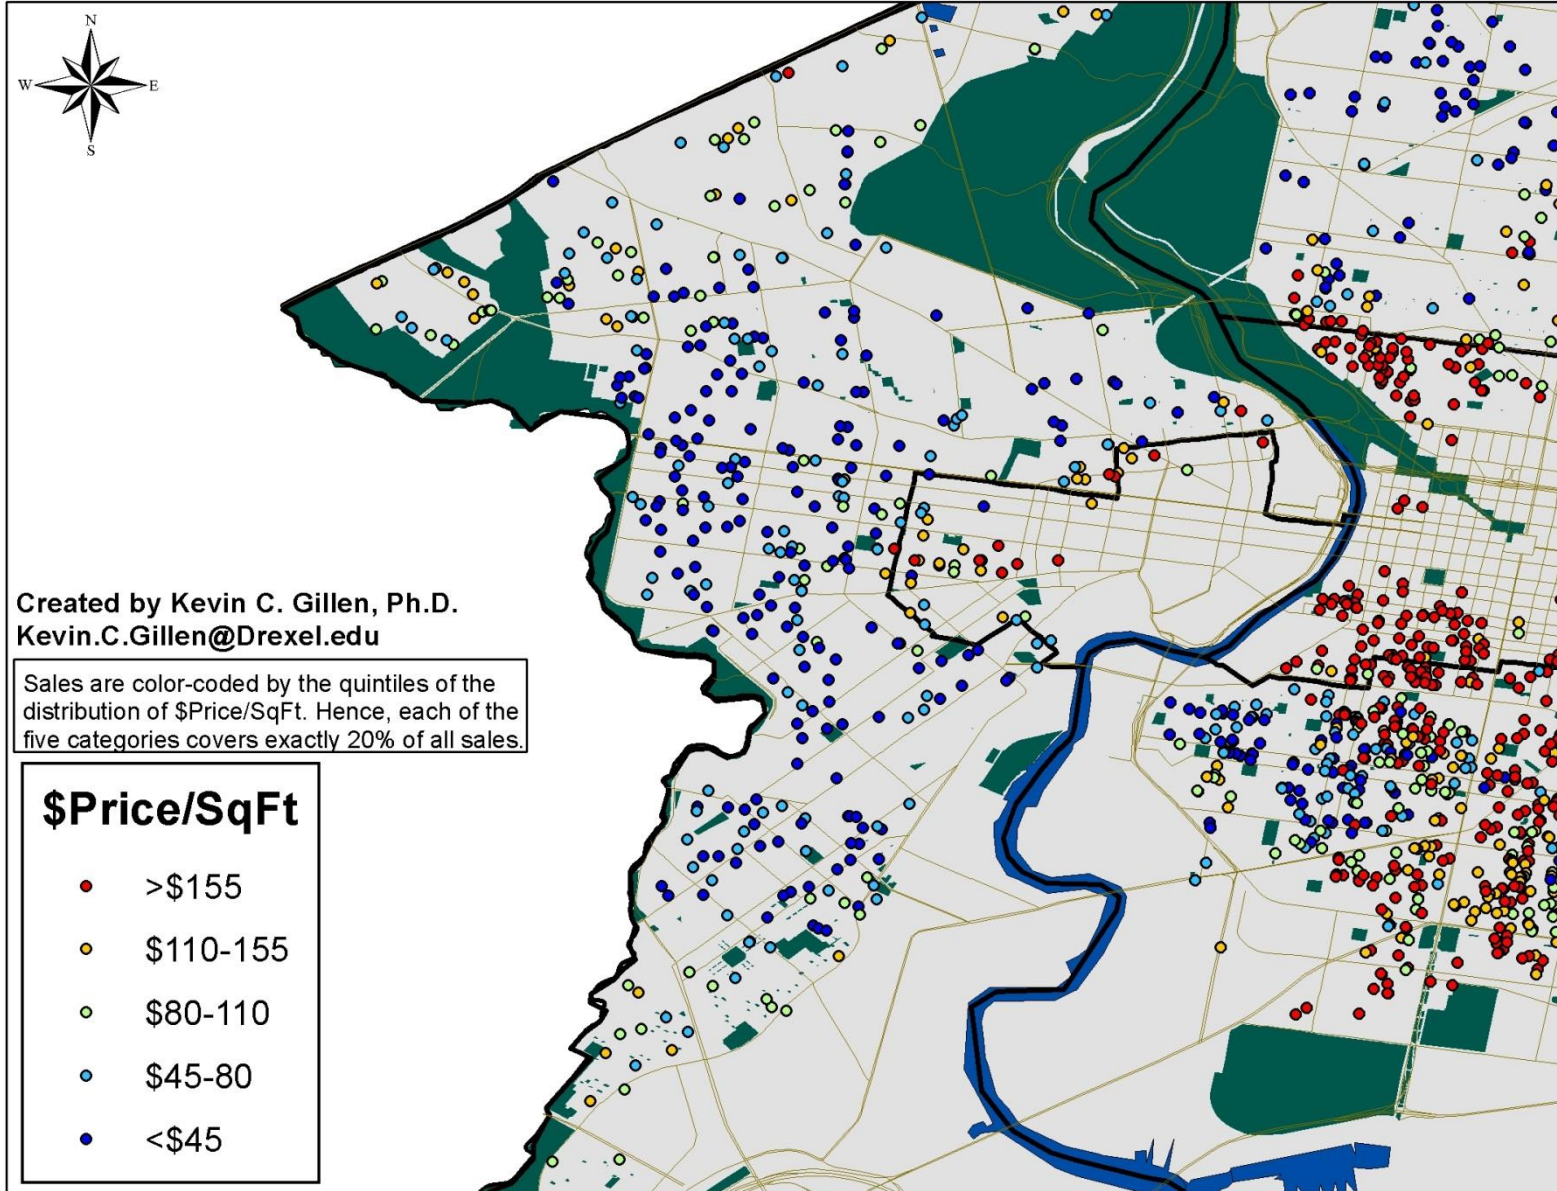 N
W E
S
Created by Kevin C. Gillen, Ph.D.
Kevin.C.Gillen@Drexel.edu
Sales are color-coded by the quintiles of the
distribution of $Price/SqFt. Hence, each of the
five categories covers exactly 20% of all sales.
$Price/SqFt
>$155
$110-155
$80-110
$45-80
<$45